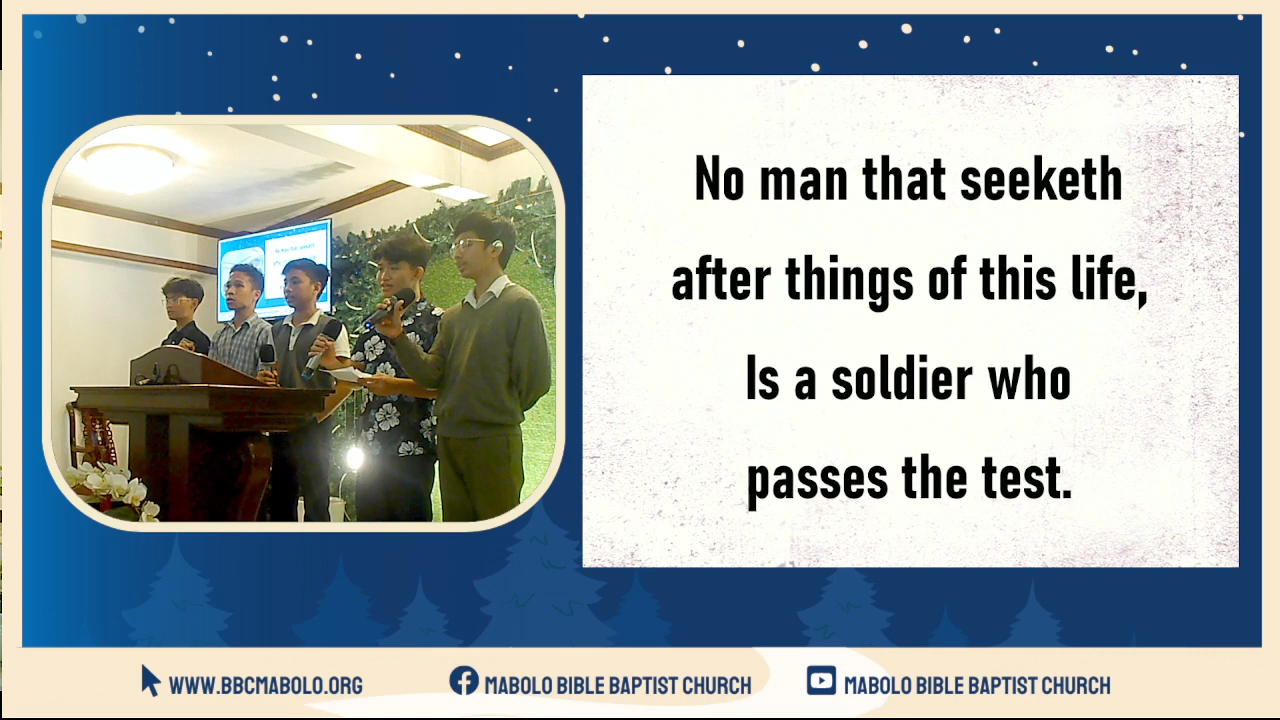 No man that seeketh
after things of this life,
Is a soldier who
passes the test.
WWW.BBCMABOLO.ORG
MABOLO BIBLE BAPTIST CHURCH
MABOLO BIBLE BAPTIST CHURCH